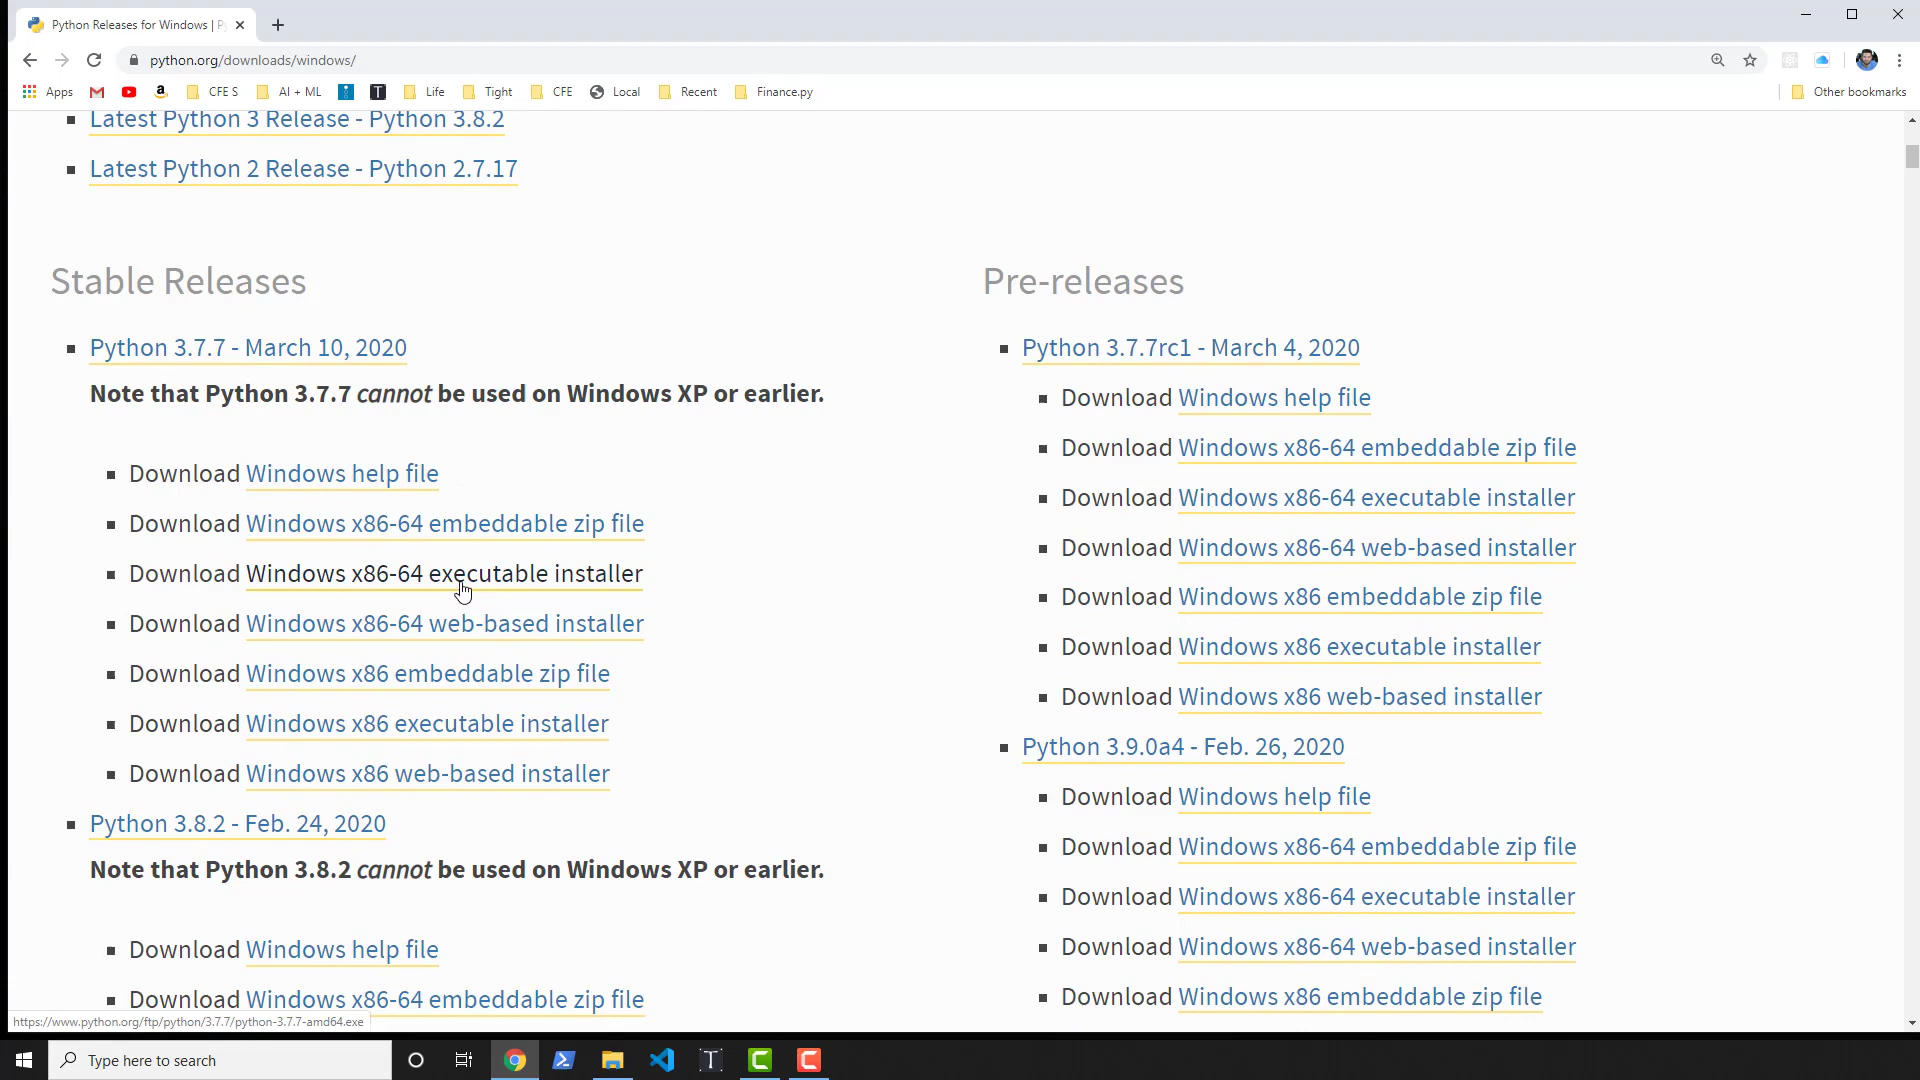 Python Releases for Windows | P
python.org/downloads/windows/
Apps
CFE S
AI + ML
Life
Tight
CFE
Local
Recent
Finance.py
Other bookmarks
Latest Python 3 Release - Python 3.8.2
Latest Python 2 Release - Python 2.7.17
Stable Releases
Python 3.7.7 - March 10, 2020
Note that Python 3.7.7 cannot be used on Windows XP or earlier.
Download Windows help file
Download Windows x86-64 embeddable zip file
Download Windows x86-64 executable installer
Download Windows x86-64 web-based installer
Download Windows x86 embeddable zip file
Download Windows x86 executable installer
Download Windows x86 web-based installer
Python 3.8.2 - Feb. 24, 2020
Note that Python 3.8.2 cannot be used on Windows XP or earlier.
Download Windows help file
Download Windows x86-64 embeddable zip file
Pre-releases
Python 3.7.7rc1 - March 4, 2020
Download Windows help file
Download Windows x86-64 embeddable zip file
Download Windows x86-64 executable installer
Download Windows x86-64 web-based installer
Download Windows x86 embeddable zip file
Download Windows x86 executable installer
Download Windows x86 web-based installer
Python 3.9.0a4 - Feb. 26, 2020
Download Windows help file
Download Windows x86-64 embeddable zip file
Download Windows x86-64 executable installer
Download Windows x86-64 web-based installer
Download Windows x86 embeddable zip file
https://www.python.org/ftp/python/3.7.7/python-3.7.7-amd64.exe
Type here to search